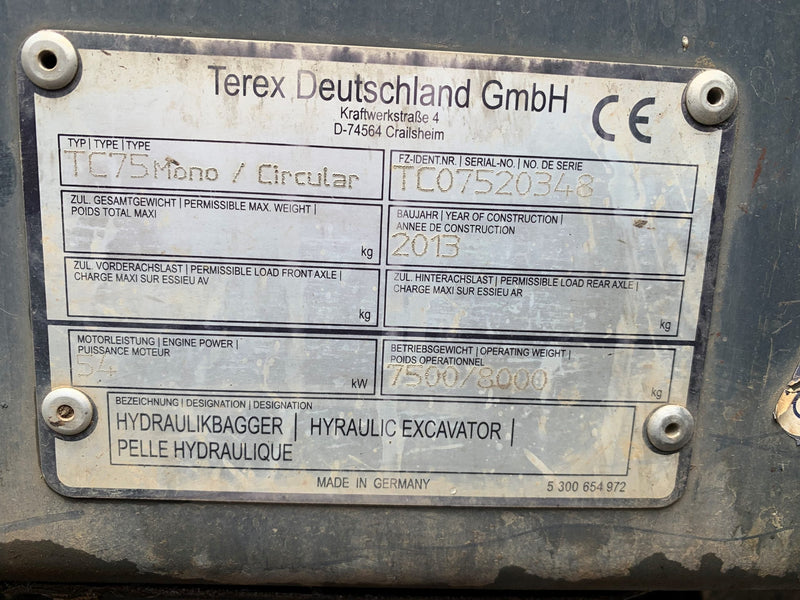 Terex Deutschland GmbH
Kraftwerkstraße 4
D-74564 Crailsheim
CE
TYP | TYPE | TYPE
TC75 Mono / Circular
FZ-IDENT.NR. | SERIAL-NO. | NO. DE SERIE
TC07520348
ZUL. GESAMTGEWICHT | PERMISSIBLE MAX. WEIGHT |
POIDS TOTAL MAXI
kg
BAUJAHR | YEAR OF CONSTRUCTION |
ANNEE DE CONSTRUCTION
2013
ZUL. VORDERACHSLAST | PERMISSIBLE LOAD FRONT AXLE |
CHARGE MAXI SUR ESSIEU AV
kg
ZUL. HINTERACHSLAST | PERMISSIBLE LOAD REAR AXLE |
CHARGE MAXI SUR ESSIEU AR
kg
MOTORLEISTUNG | ENGINE POWER |
PUISSANCE MOTEUR
54
kW
BETRIEBSGEWICHT | OPERATING WEIGHT |
POIDS OPERATIONNEL
7500/8000
kg
BEZEICHNUNG | DESIGNATION | DESIGNATION
HYDRAULIKBAGGER | HYRAULIC EXCAVATOR |
PELLE HYDRAULIQUE
MADE IN GERMANY
5 300 654 972